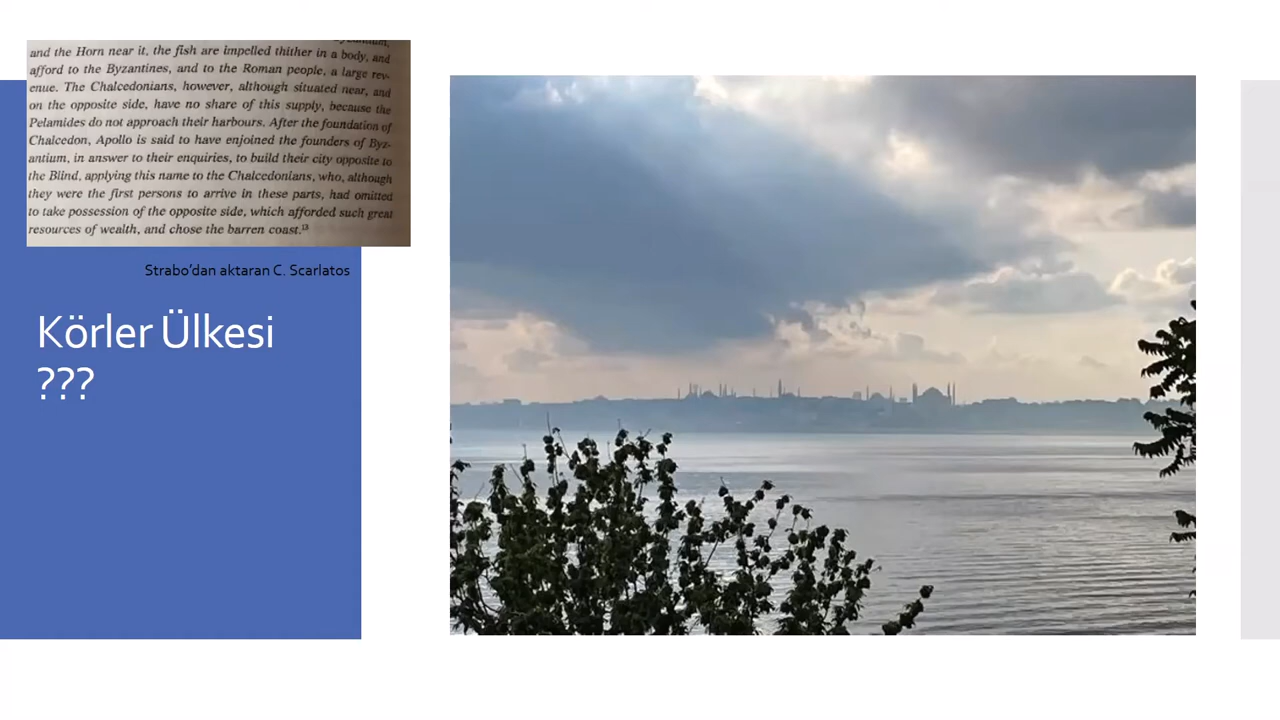 Byzantium,
and the Horn near it, the fish are impelled thither in a body, and
afford to the Byzantines, and to the Roman people, a large rev-
enue. The Chalcedonians, however, although situated near, and
on the opposite side, have no share of this supply, because the
Pelamides do not approach their harbours. After the foundation of
Chalcedon, Apollo is said to have enjoined the founders of Byz-
antium, in answer to their enquiries, to build their city opposite to
the Blind, applying this name to the Chalcedonians, who, although
they were the first persons to arrive in these parts, had omitted
to take possession of the opposite side, which afforded such great
resources of wealth, and chose the barren coast.¹³
Strabo’dan aktaran C. Scarlatos
Körler Ülkesi
???